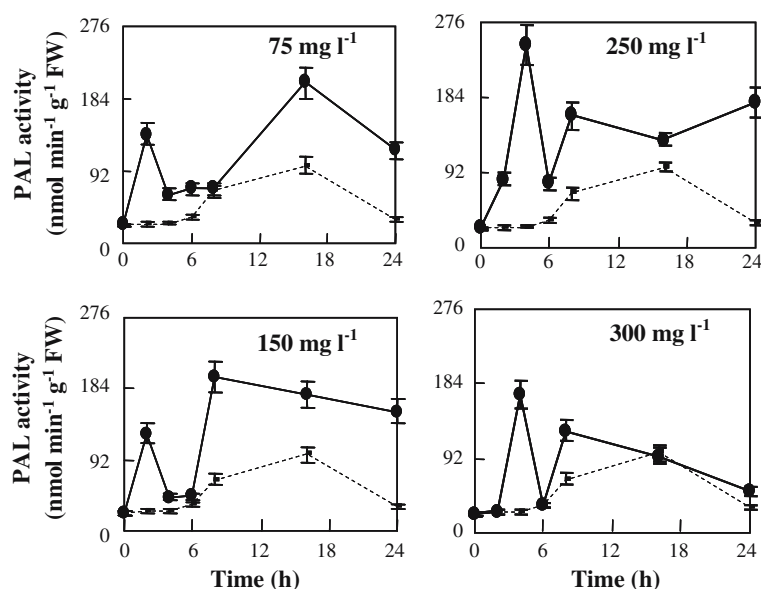 PAL activity
(nmol min⁻¹ g⁻¹ FW)
276
184
92
0
75 mg l⁻¹
0 6 12 18 24
276
184
92
0
250 mg l⁻¹
0 6 12 18 24
PAL activity
(nmol min⁻¹ g⁻¹ FW)
276
184
92
0
150 mg l⁻¹
0 6 12 18 24
Time (h)
276
184
92
0
300 mg l⁻¹
0 6 12 18 24
Time (h)